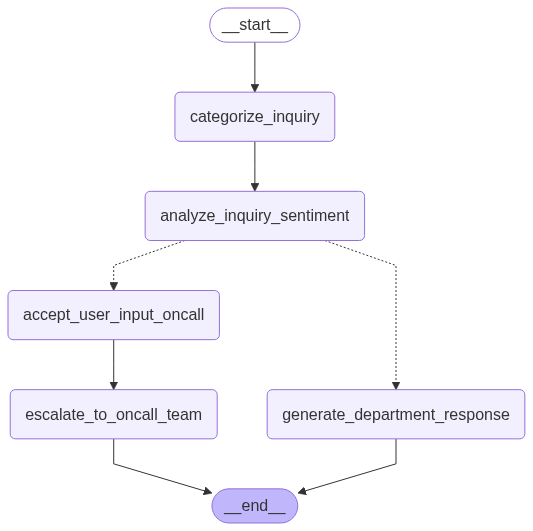 __start__
categorize_inquiry
analyze_inquiry_sentiment
accept_user_input_oncall
escalate_to_oncall_team
generate_department_response
__end__